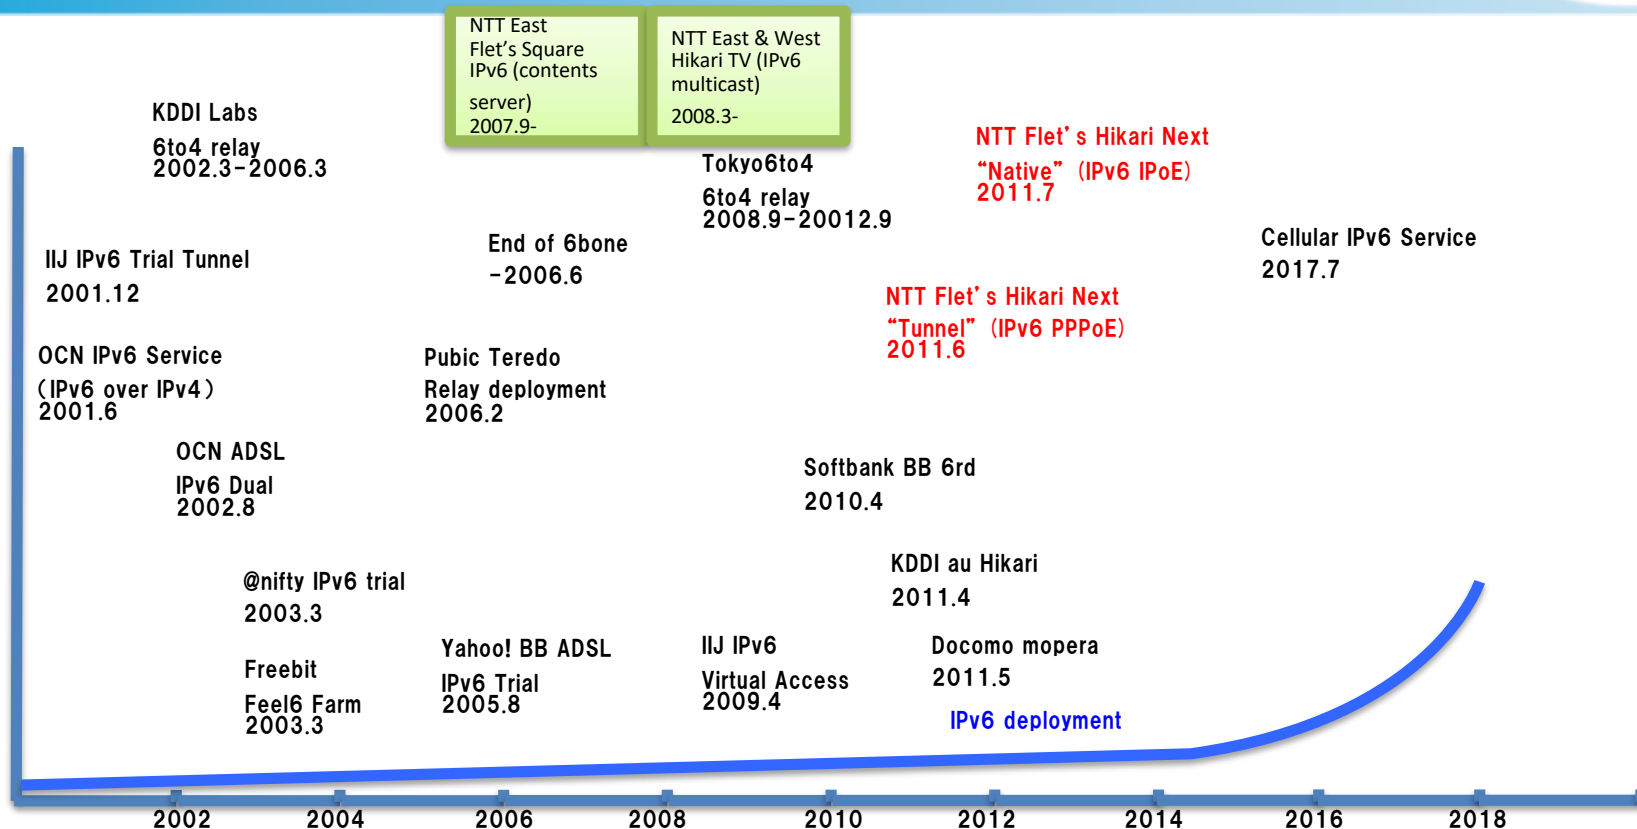 NTT East
Flet’s Square
IPv6 (contents
server)
2007.9-
NTT East & West
Hikari TV (IPv6
multicast)
2008.3-
KDDI Labs
6to4 relay
2002.3-2006.3
Tokyo6to4
6to4 relay
2008.9-20012.9
NTT Flet’s Hikari Next
“Native” (IPv6 IPoE)
2011.7
IIJ IPv6 Trial Tunnel
2001.12
End of 6bone
-2006.6
Cellular IPv6 Service
2017.7
NTT Flet’s Hikari Next
“Tunnel” (IPv6 PPPoE)
2011.6
OCN IPv6 Service
(IPv6 over IPv4)
2001.6
Pubic Teredo
Relay deployment
2006.2
OCN ADSL
IPv6 Dual
2002.8
Softbank BB 6rd
2010.4
@nifty IPv6 trial
2003.3
KDDI au Hikari
2011.4
Freebit
Feel6 Farm
2003.3
Yahoo! BB ADSL
IPv6 Trial
2005.8
IIJ IPv6
Virtual Access
2009.4
Docomo mopera
2011.5
IPv6 deployment
2002 2004 2006 2008 2010 2012 2014 2016 2018